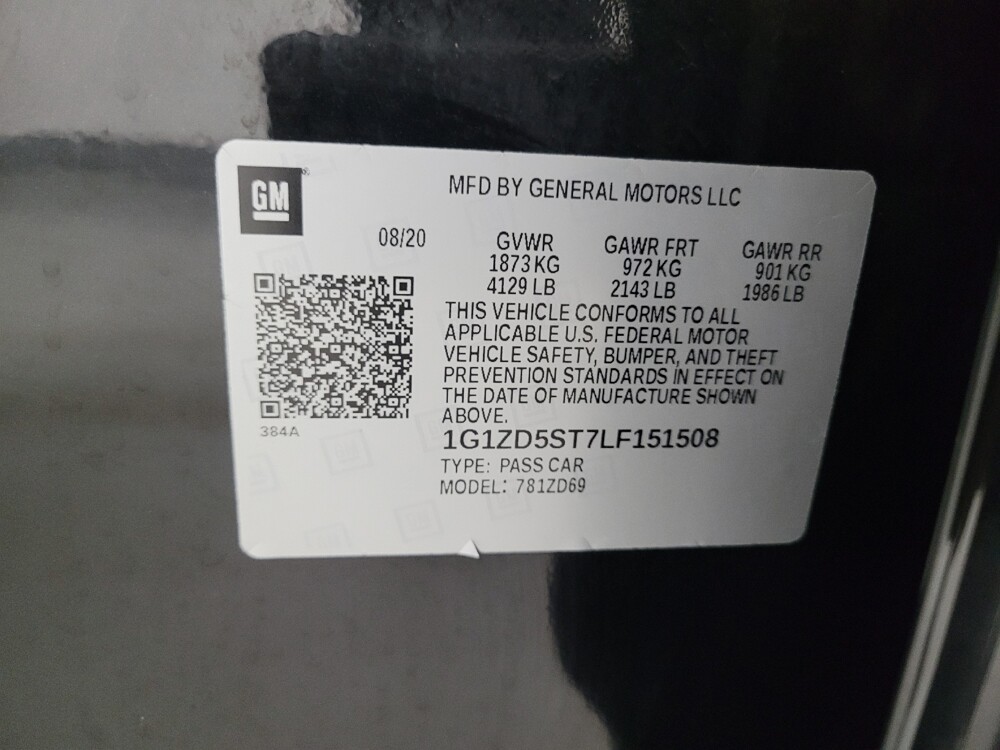 GM
MFD BY GENERAL MOTORS LLC
08/20 GVWR GAWR FRT GAWR RR
1873 KG 972 KG 901 KG
4129 LB 2143 LB 1986 LB
THIS VEHICLE CONFORMS TO ALL
APPLICABLE U.S. FEDERAL MOTOR
VEHICLE SAFETY, BUMPER, AND THEFT
PREVENTION STANDARDS IN EFFECT ON
THE DATE OF MANUFACTURE SHOWN
ABOVE.
384A
1G1ZD5ST7LF151508
TYPE: PASS CAR
MODEL: 781ZD69